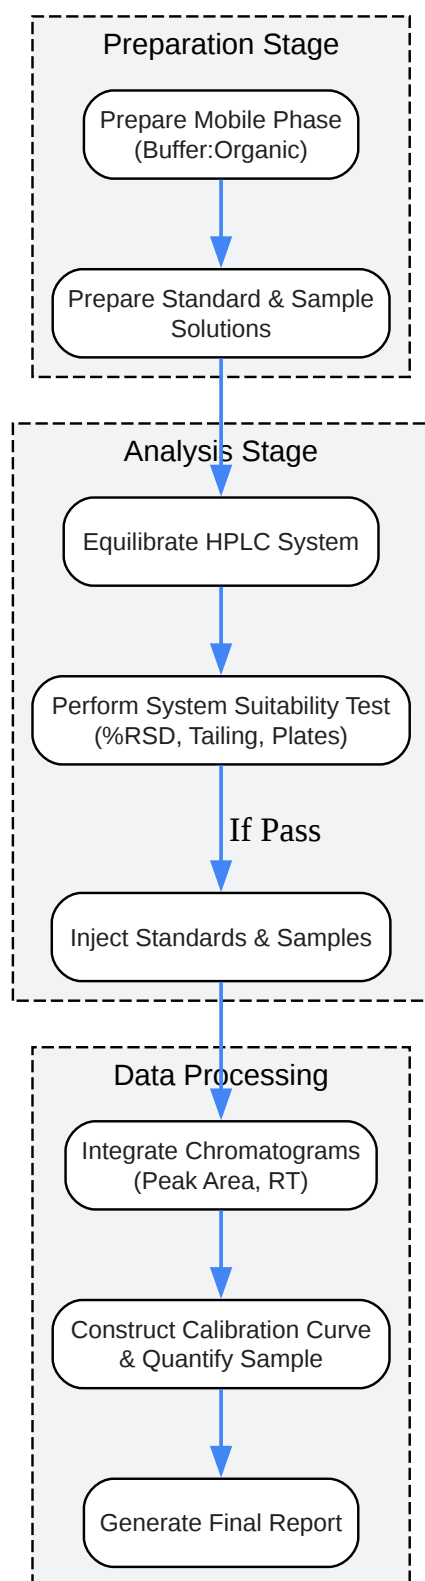 Preparation Stage
Prepare Mobile Phase
(Buffer:Organic)
Prepare Standard & Sample
Solutions
Analysis Stage
Equilibrate HPLC System
Perform System Suitability Test
(%RSD, Tailing, Plates)
If Pass
Inject Standards & Samples
Data Processing
Integrate Chromatograms
(Peak Area, RT)
Construct Calibration Curve
& Quantify Sample
Generate Final Report